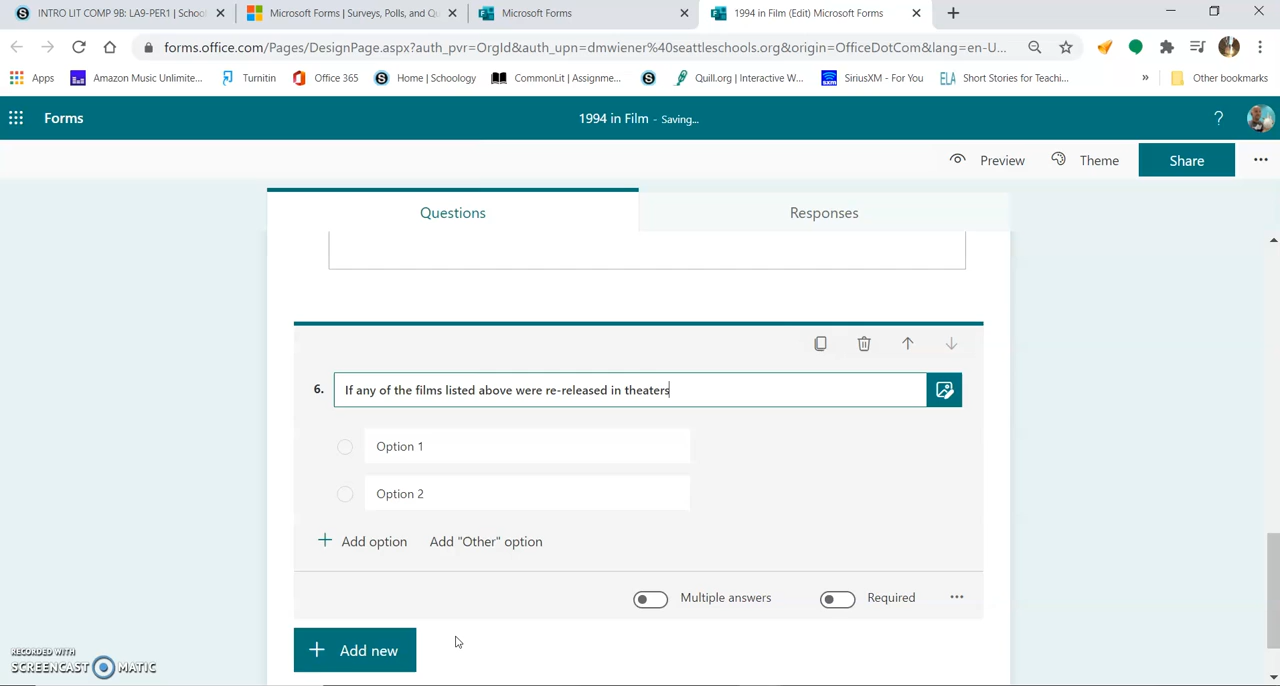 INTRO LIT COMP 9B: LA9-PER1 | School
Microsoft Forms | Surveys, Polls, and Qu
Microsoft Forms
1994 in Film (Edit) Microsoft Forms
forms.office.com/Pages/DesignPage.aspx?auth_pvr=OrgId&auth_upn=dmwiener%40seattleschools.org&origin=OfficeDotCom&lang=en-U...
Apps
Amazon Music Unlimite...
Turnitin
Office 365
Home | Schoology
CommonLit | Assignme...
Quill.org | Interactive W...
SiriusXM - For You
ELA
Short Stories for Teachi...
»
Other bookmarks
Forms
1994 in Film - Saving...
?
Preview
Theme
Share
Questions
Responses
6.
If any of the films listed above were re-released in theaters
Option 1
Option 2
Add option
Add "Other" option
Multiple answers
Required
Add new
RECORDED WITH
SCREENCAST MATIC